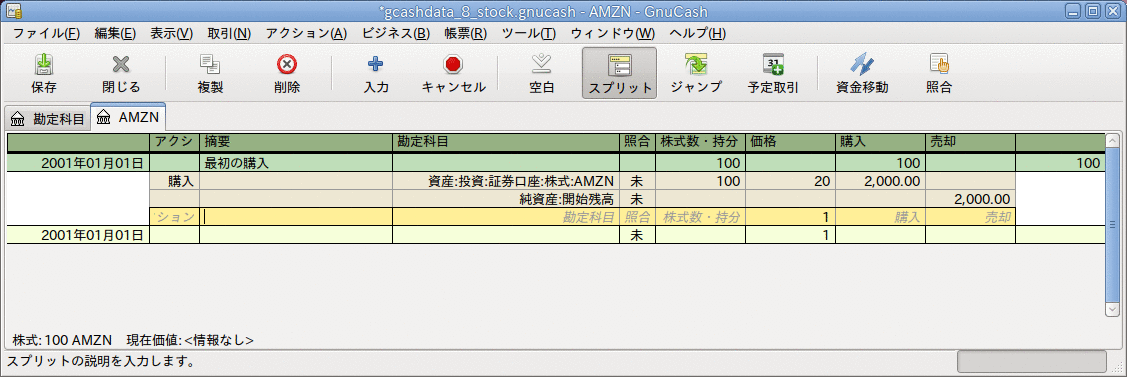 *gcashdata_8_stock.gnucash - AMZN - GnuCash
ファイル(F) 編集(E) 表示(V) 取引(N) アクション(A) ビジネス(B) 帳票(R) ツール(T) ウィンドウ(W) ヘルプ(H)
保存 閉じる 複製 削除 入力 キャンセル 空白 スプリット ジャンプ 予定取引 資金移動 照合
勘定科目 AMZN
アクシ 摘要 勘定科目 照合 株式数・持分 価格 購入 売却
2001年01月01日 最初の購入 100 100 100
購入 資産:投資:証券口座:株式:AMZN 未 100 20 2,000.00
純資産:開始残高 未 2,000.00
ション 勘定科目 照合 株式数・持分 1 購入 売却
2001年01月01日 未 1
株式: 100 AMZN 現在価値: <情報なし>
スプリットの説明を入力します。